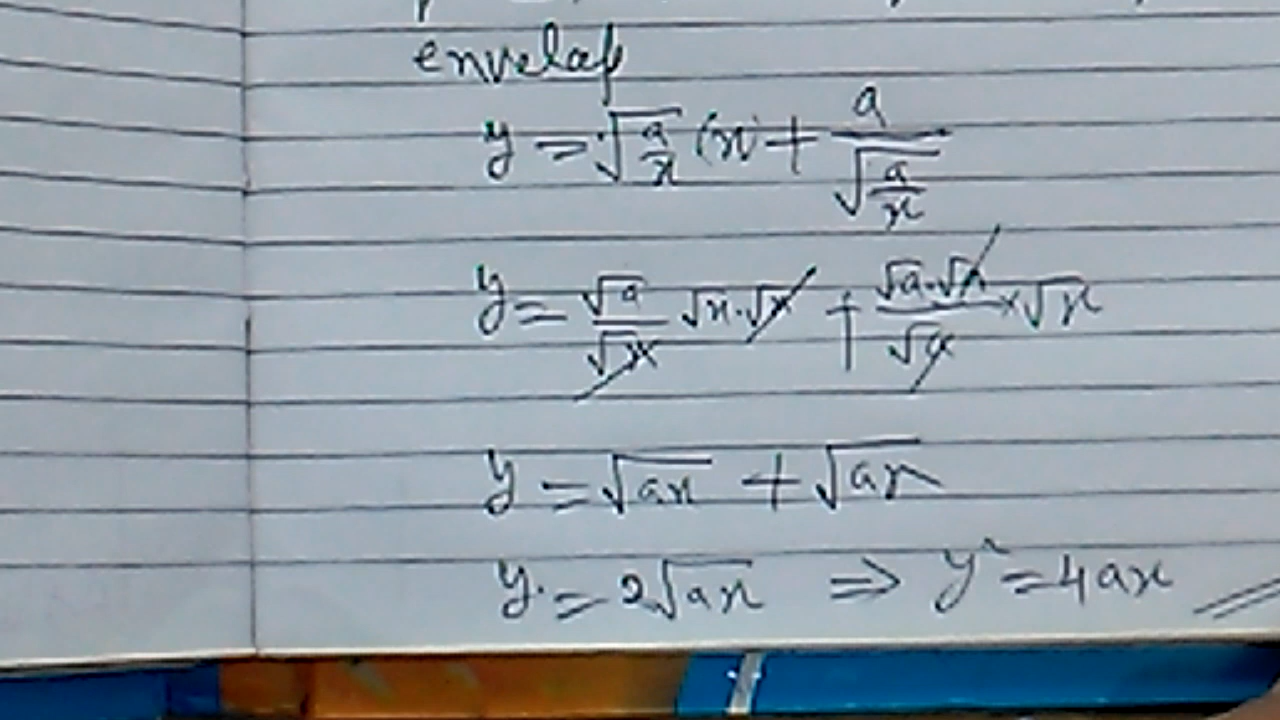 envelop
y = √(a/x) (x) + a/√(a/x)
y = √a/√x √x·√x + √a·√a/√a × √x
y = √ax + √ax
y = 2√ax ⇒ y² = 4ax